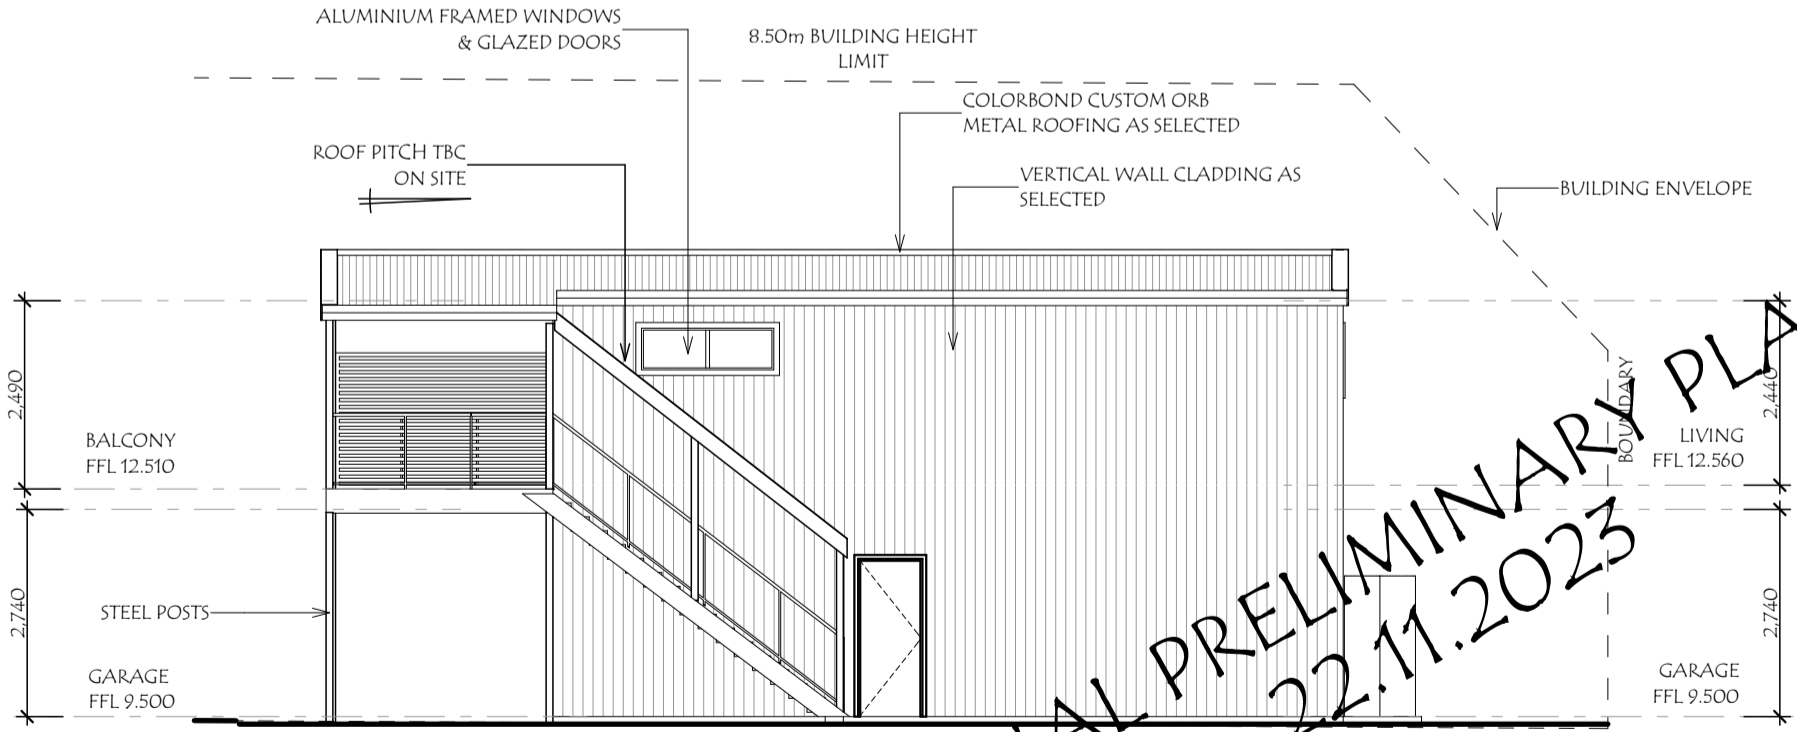 ALUMINIUM FRAMED WINDOWS
& GLAZED DOORS
8.50m BUILDING HEIGHT
LIMIT
COLORBOND CUSTOM ORB
METAL ROOFING AS SELECTED
ROOF PITCH TBC
ON SITE
VERTICAL WALL CLADDING AS
SELECTED
BUILDING ENVELOPE
2,490
BALCONY
FFL 12.510
STEEL POSTS
2,740
GARAGE
FFL 9.500
BOUNDARY
2,440
LIVING
FFL 12.560
2,740
GARAGE
FFL 9.500
PRELIMINARY
22.11.2023